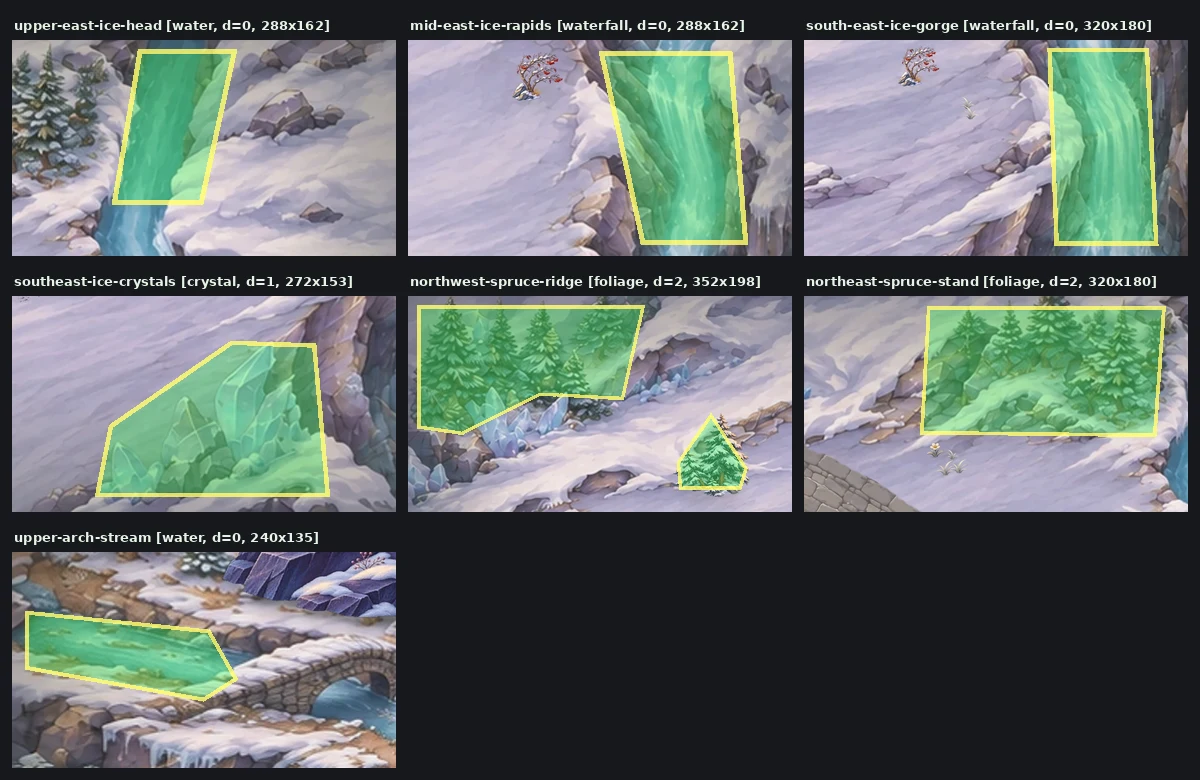 upper-east-ice-head [water, d=0, 288x162]
mid-east-ice-rapids [waterfall, d=0, 288x162]
south-east-ice-gorge [waterfall, d=0, 320x180]
southeast-ice-crystals [crystal, d=1, 272x153]
northwest-spruce-ridge [foliage, d=2, 352x198]
northeast-spruce-stand [foliage, d=2, 320x180]
upper-arch-stream [water, d=0, 240x135]